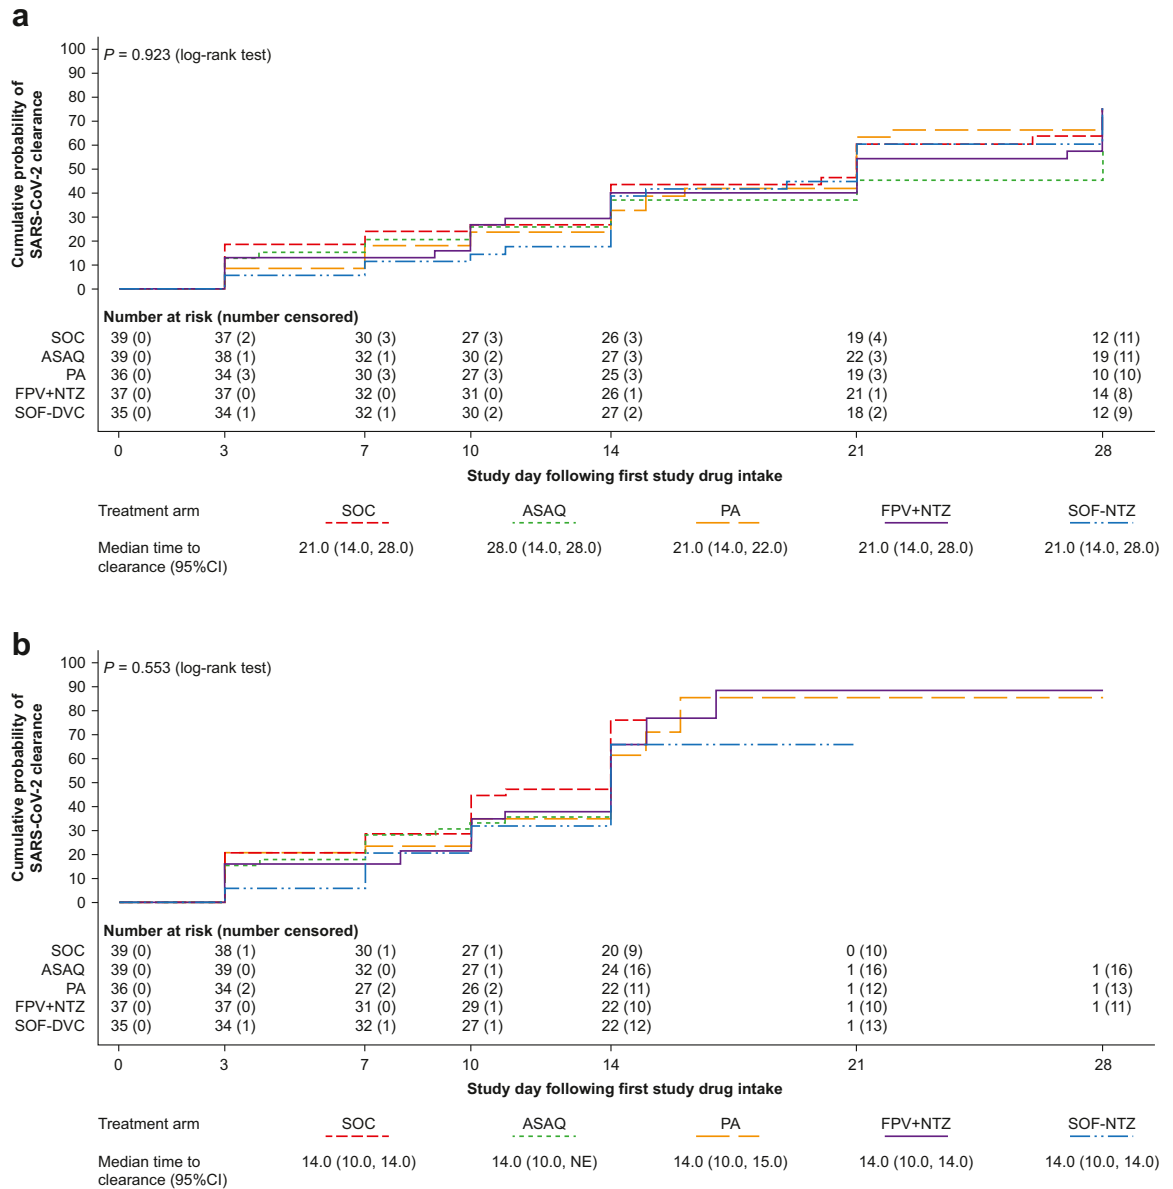 a
P = 0.923 (log-rank test)
Cumulative probability of
SARS-CoV-2 clearance
100
90
80
70
60
50
40
30
20
10
0
Number at risk (number censored)
SOC 39 (0) 37 (2) 30 (3) 27 (3) 26 (3) 19 (4) 12 (11)
ASAQ 39 (0) 38 (1) 32 (1) 30 (2) 27 (3) 22 (3) 19 (11)
PA 36 (0) 34 (3) 30 (3) 27 (3) 25 (3) 19 (3) 10 (10)
FPV+NTZ 37 (0) 37 (0) 32 (0) 31 (0) 26 (1) 21 (1) 14 (8)
SOF-DVC 35 (0) 34 (1) 32 (1) 30 (2) 27 (2) 18 (2) 12 (9)
0 3 7 10 14 21 28
Study day following first study drug intake
Treatment arm SOC ASAQ PA FPV+NTZ SOF-NTZ
Median time to 21.0 (14.0, 28.0) 28.0 (14.0, 28.0) 21.0 (14.0, 22.0) 21.0 (14.0, 28.0) 21.0 (14.0, 28.0)
clearance (95%CI)
b
P = 0.553 (log-rank test)
Cumulative probability of
SARS-CoV-2 clearance
100
90
80
70
60
50
40
30
20
10
0
Number at risk (number censored)
SOC 39 (0) 38 (1) 30 (1) 27 (1) 20 (9) 0 (10)
ASAQ 39 (0) 39 (0) 32 (0) 27 (1) 24 (16) 1 (16) 1 (16)
PA 36 (0) 34 (2) 27 (2) 26 (2) 22 (11) 1 (12) 1 (13)
FPV+NTZ 37 (0) 37 (0) 31 (0) 29 (1) 22 (10) 1 (10) 1 (11)
SOF-DVC 35 (0) 34 (1) 32 (1) 27 (1) 22 (12) 1 (13)
0 3 7 10 14 21 28
Study day following first study drug intake
Treatment arm SOC ASAQ PA FPV+NTZ SOF-NTZ
Median time to 14.0 (10.0, 14.0) 14.0 (10.0, NE) 14.0 (10.0, 15.0) 14.0 (10.0, 14.0) 14.0 (10.0, 14.0)
clearance (95%CI)